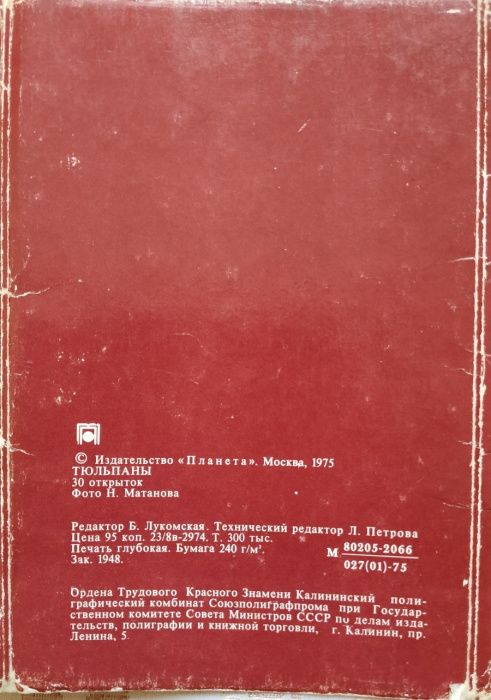 © Издательство «Планета». Москва, 1975
ТЮЛЬПАНЫ
30 открыток
Фото Н. Матанова
Редактор Б. Лукомская. Технический редактор Л. Петрова
Цена 95 коп. 23/8в-2974. Т. 300 тыс.
Печать глубокая. Бумага 240 г/м².
Зак. 1948.
М 80205-2066
027(01)-75
Ордена Трудового Красного Знамени Калининский поли-
графический комбинат Союзполиграфпрома при Государ-
ственном комитете Совета Министров СССР по делам изда-
тельств, полиграфии и книжной торговли, г. Калинин, пр.
Ленина, 5.